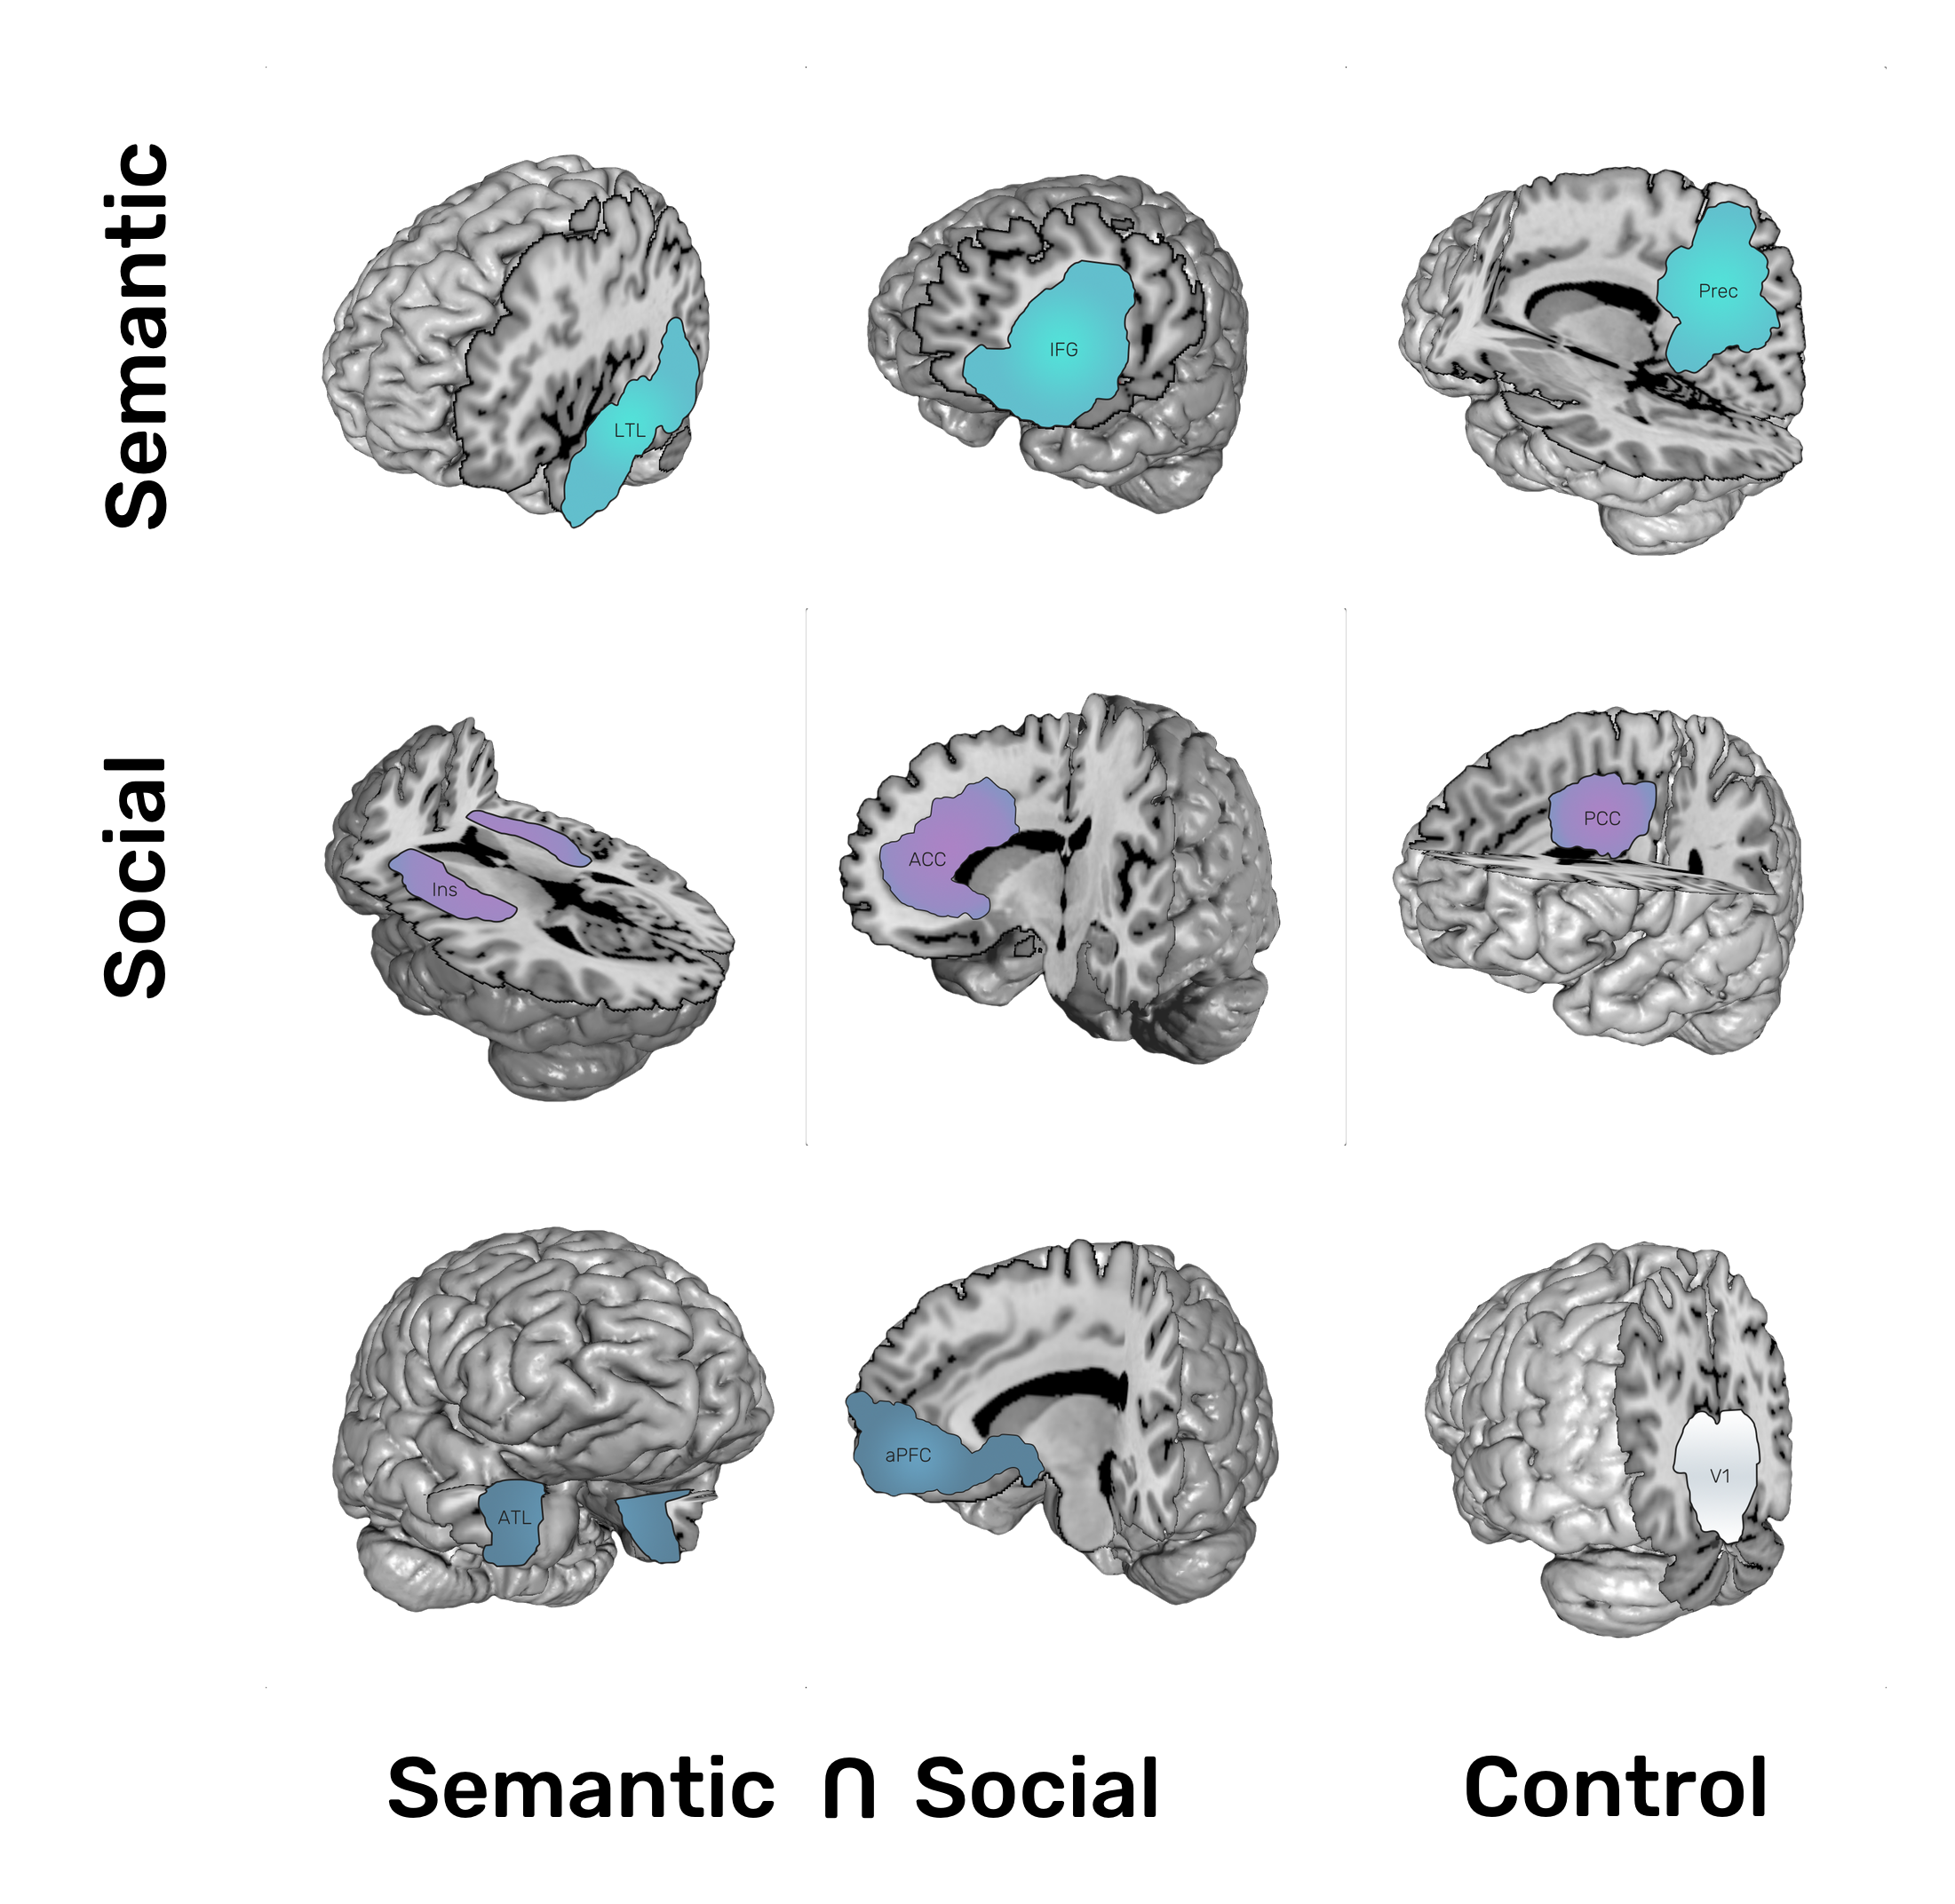 Semantic
LTL
IFG
Prec
Social
Ins
ACC
PCC
ATL
aPFC
V1
Semantic ∩ Social
Control